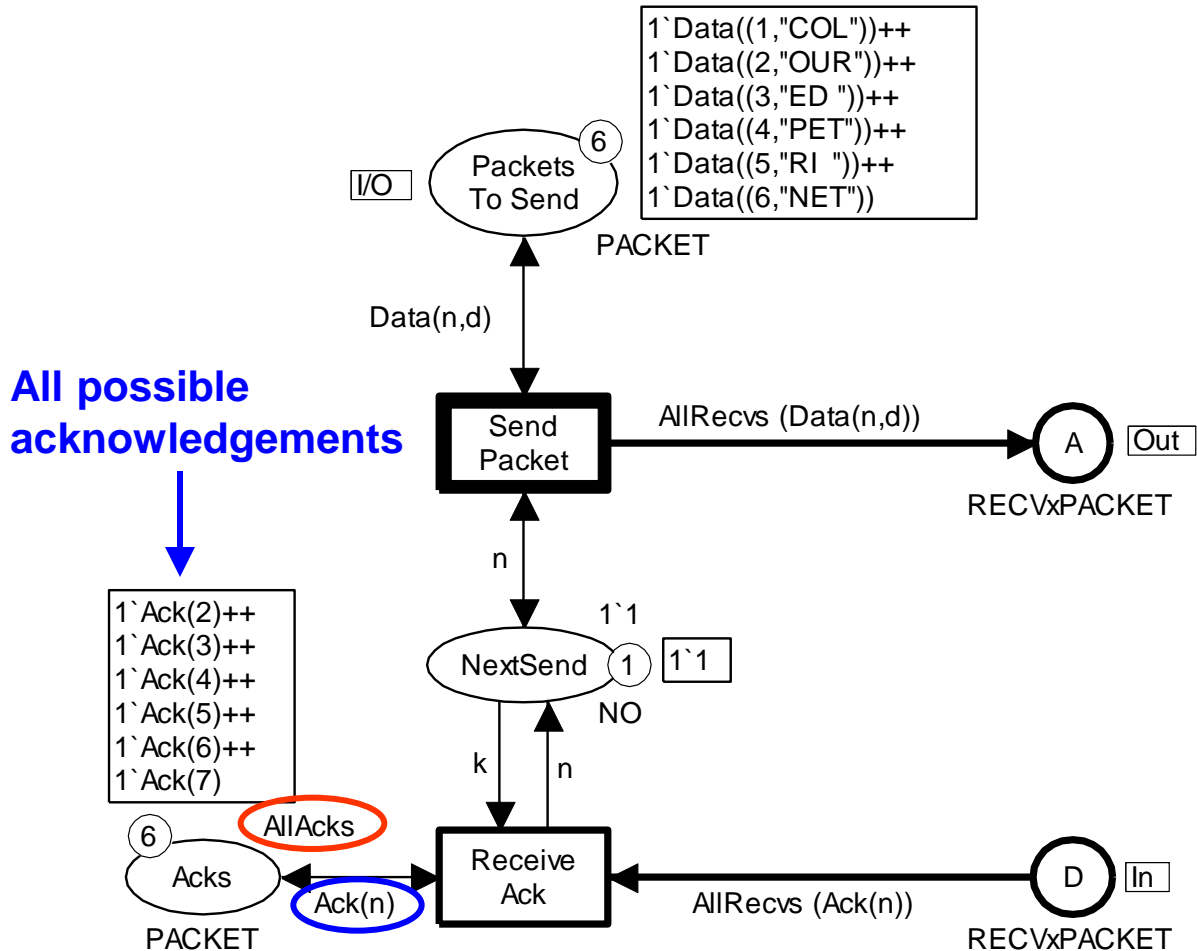 1`Data((1,"COL"))++
1`Data((2,"OUR"))++
1`Data((3,"ED "))++
1`Data((4,"PET"))++
1`Data((5,"RI  "))++
1`Data((6,"NET"))
6
Packets
To Send
I/O
PACKET
Data(n,d)
All possible
acknowledgements
Send
Packet
AllRecvs (Data(n,d))
A
Out
RECVxPACKET
n
1`Ack(2)++
1`Ack(3)++
1`Ack(4)++
1`Ack(5)++
1`Ack(6)++
1`Ack(7)
1`1
NextSend
1
1`1
NO
k
n
AllAcks
6
Acks
Ack(n)
PACKET
Receive
Ack
AllRecvs (Ack(n))
D
In
RECVxPACKET